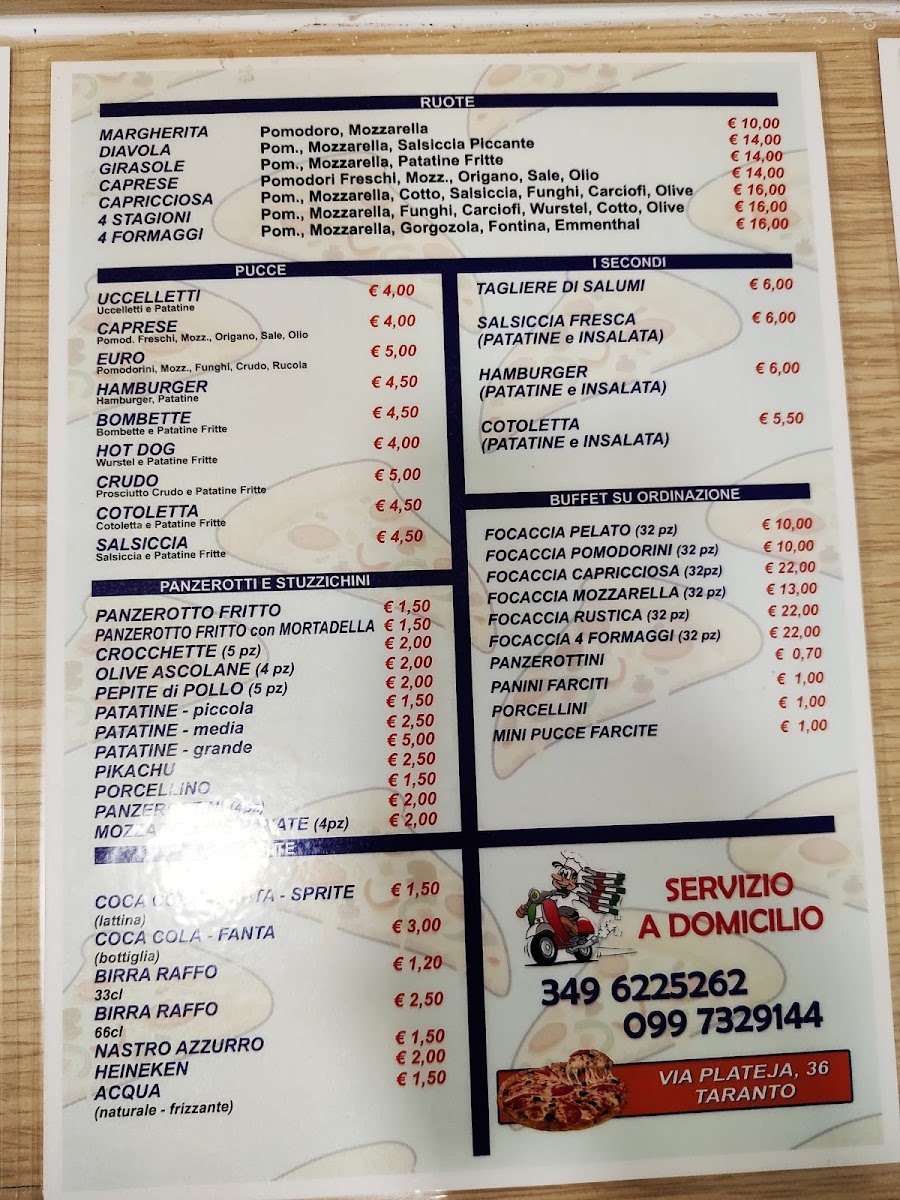 RUOTE
MARGHERITA Pomodoro, Mozzarella € 10,00
DIAVOLA Pom., Mozzarella, Salsiccia Piccante € 14,00
GIRASOLE Pom., Mozzarella, Patatine Fritte € 14,00
CAPRESE Pomodori Freschi, Mozz., Origano, Sale, Olio € 14,00
CAPRICCIOSA Pom., Mozzarella, Cotto, Salsiccia, Funghi, Carciofi, Olive € 16,00
4 STAGIONI Pom., Mozzarella, Funghi, Carciofi, Wurstel, Cotto, Olive € 16,00
4 FORMAGGI Pom., Mozzarella, Gorgozola, Fontina, Emmenthal € 16,00
PUCCE
UCCELLETTI € 4,00
Uccelletti e Patatine
CAPRESE € 4,00
Pomod. Freschi, Mozz., Origano, Sale, Olio
EURO € 5,00
Pomodorini, Mozz., Funghi, Crudo, Rucola
HAMBURGER € 4,50
Hamburger, Patatine
BOMBETTE € 4,50
Bombette e Patatine Fritte
HOT DOG € 4,00
Wurstel e Patatine Fritte
CRUDO € 5,00
Prosciutto Crudo e Patatine Fritte
COTOLETTA € 4,50
Cotoletta e Patatine Fritte
SALSICCIA € 4,50
Salsiccia e Patatine Fritte
PANZEROTTI E STUZZICHINI
PANZEROTTO FRITTO € 1,50
PANZEROTTO FRITTO con MORTADELLA € 1,50
CROCCHETTE (5 pz) € 2,00
OLIVE ASCOLANE (4 pz) € 2,00
PEPITE di POLLO (5 pz) € 2,00
PATATINE - piccola € 1,50
PATATINE - media € 2,50
PATATINE - grande € 5,00
PIKACHU € 2,50
PORCELLINO € 1,50
(4pz) € 2,00
(4pz) € 2,00
COCA - SPRITE € 1,50
(lattina)
COCA COLA - FANTA € 3,00
(bottiglia)
BIRRA RAFFO € 1,20
33cl
BIRRA RAFFO € 2,50
66cl
NASTRO AZZURRO € 1,50
HEINEKEN € 2,00
ACQUA € 1,50
(naturale - frizzante)
I SECONDI
TAGLIERE DI SALUMI € 6,00
SALSICCIA FRESCA € 6,00
(PATATINE e INSALATA)
HAMBURGER € 6,00
(PATATINE e INSALATA)
COTOLETTA € 5,50
(PATATINE e INSALATA)
BUFFET SU ORDINAZIONE
FOCACCIA PELATO (32 pz) € 10,00
FOCACCIA POMODORINI (32 pz) € 10,00
FOCACCIA CAPRICCIOSA (32pz) € 22,00
FOCACCIA MOZZARELLA (32 pz) € 13,00
FOCACCIA RUSTICA (32 pz) € 22,00
FOCACCIA 4 FORMAGGI (32 pz) € 22,00
PANZEROTTINI € 0,70
PANINI FARCITI € 1,00
PORCELLINI € 1,00
MINI PUCCE FARCITE € 1,00
SERVIZIO
A DOMICILIO
349 6225262
099 7329144
VIA PLATEJA, 36
TARANTO